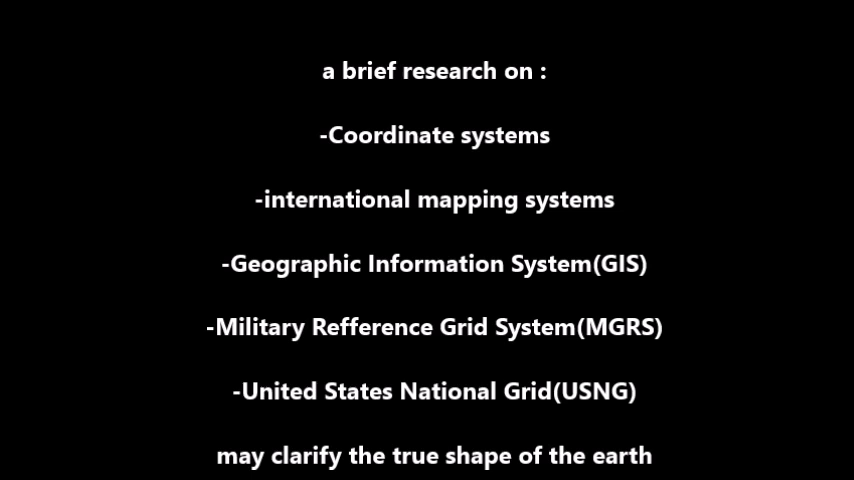 a brief research on :
-Coordinate systems
-international mapping systems
-Geographic Information System(GIS)
-Military Refference Grid System(MGRS)
-United States National Grid(USNG)
may clarify the true shape of the earth